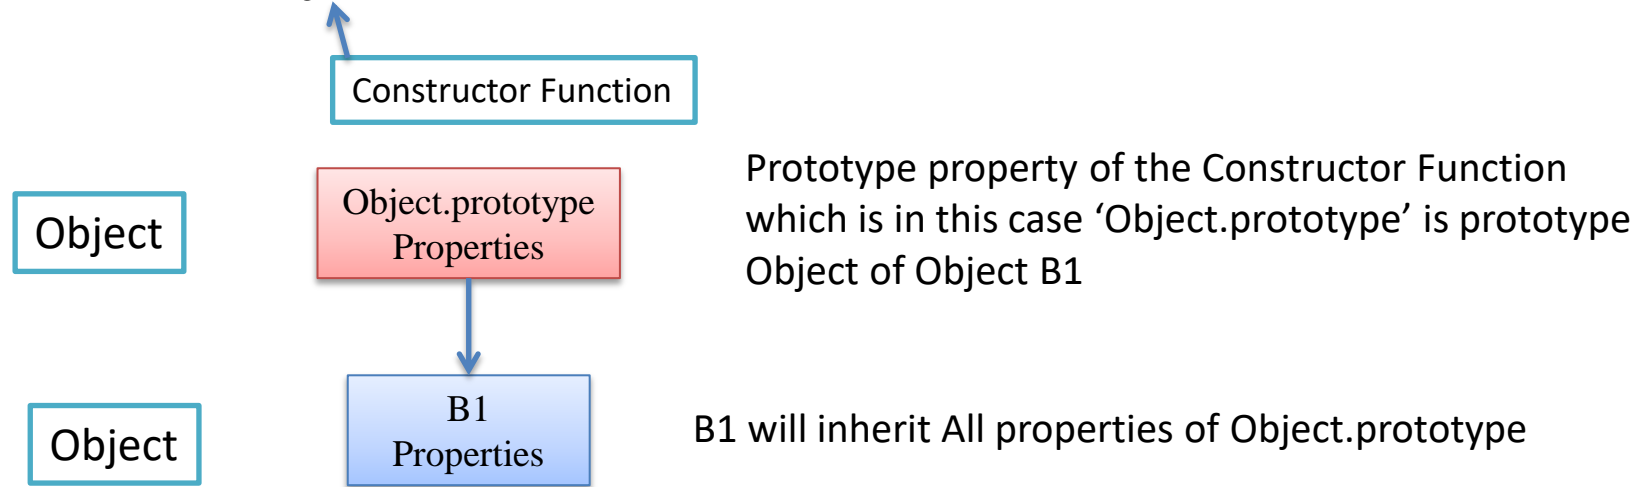 Constructor Function
Object
Object.prototype
Properties
Prototype property of the Constructor Function
which is in this case ‘Object.prototype’ is prototype
Object of Object B1
Object
B1
Properties
B1 will inherit All properties of Object.prototype